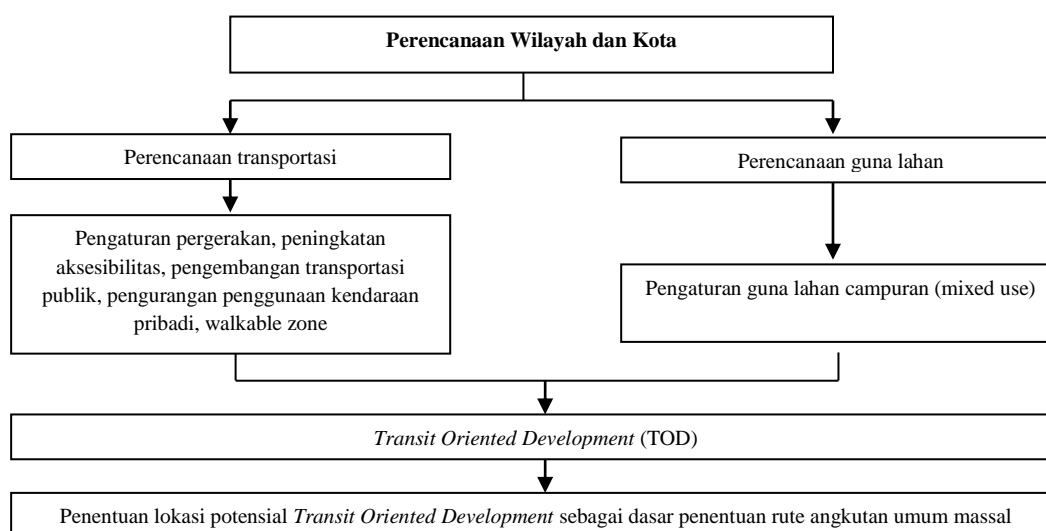 Perencanaan Wilayah dan Kota
Perencanaan transportasi
Perencanaan guna lahan
Pengaturan pergerakan, peningkatan
aksesibilitas, pengembangan transportasi
publik, pengurangan penggunaan kendaraan
pribadi, walkable zone
Pengaturan guna lahan campuran (mixed use)
Transit Oriented Development (TOD)
Penentuan lokasi potensial Transit Oriented Development sebagai dasar penentuan rute angkutan umum massal